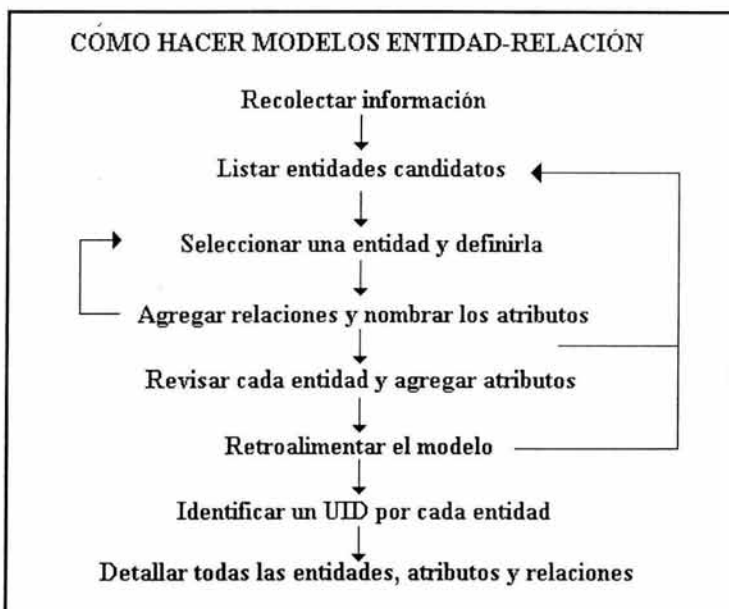 CÓMO HACER MODELOS ENTIDAD-RELACIÓN
Recolectar información
Listar entidades candidatos
Seleccionar una entidad y definirla
Agregar relaciones y nombrar los atributos
Revisar cada entidad y agregar atributos
Retroalimentar el modelo
Identificar un UID por cada entidad
Detallar todas las entidades, atributos y relaciones